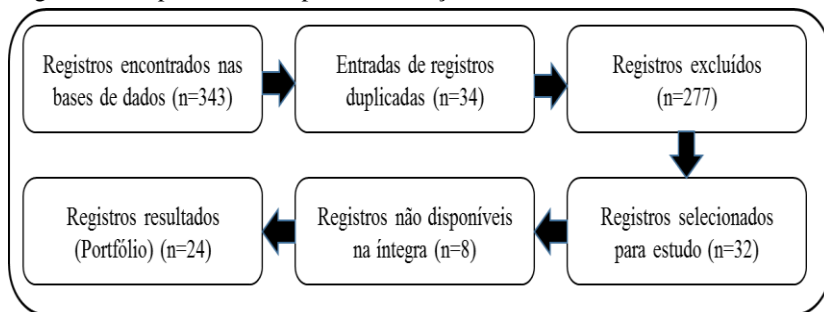 Registros encontrados nas
bases de dados (n=343)
Entradas de registros
duplicadas (n=34)
Registros excluídos
(n=277)
Registros resultados
(Portfólio) (n=24)
Registros não disponíveis
na íntegra (n=8)
Registros selecionados
para estudo (n=32)